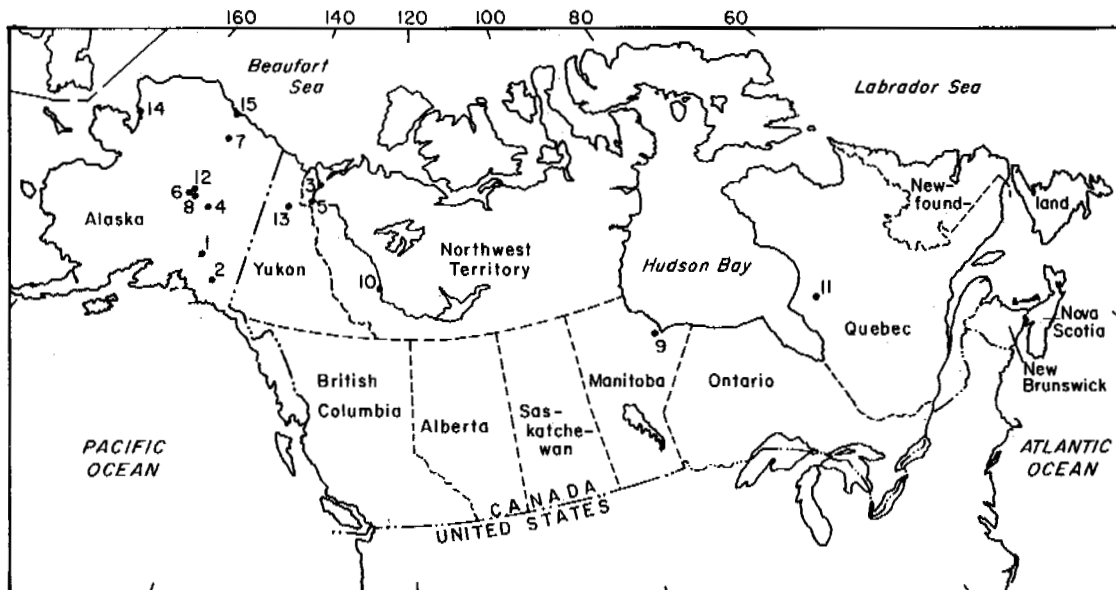 160 140 120 100 80 60
Beaufort
Sea
Labrador Sea
14
15
7
12
6
8
4
3
5
13
Alaska
New-
found-
land
1
2
Yukon
10
Northwest
Territory
Hudson Bay
11
Quebec
Nova
Scotia
9
New
Brunswick
British
Columbia
Alberta
Sas-
katche-
wan
Manitoba
Ontario
PACIFIC
OCEAN
ATLANTIC
OCEAN
CANADA
UNITED STATES